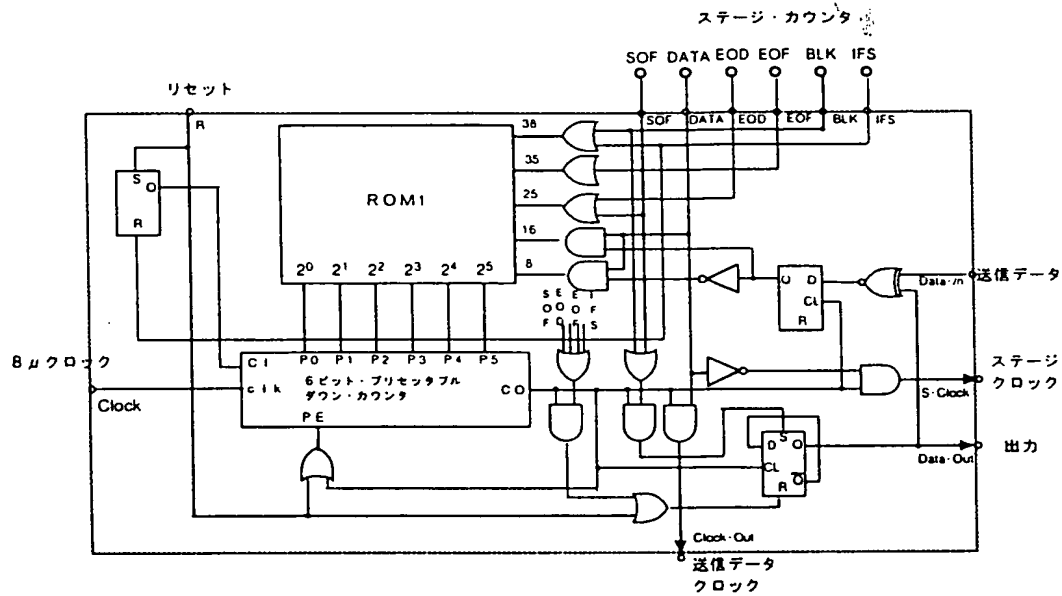 ステージ・カウンタ
SOF DATA EOD EOF BLK IFS
リセット
R
SOF DATA EOD EOF BLK IFS
38
35
25
16
8
ROM1
2⁰ 2¹ 2² 2³ 2⁴ 2⁵
S O
R
SOF
EOD
EOF
IFS
D
CL
R
Data-In
送信データ
8μクロック
Clock
CI
clk
P0 P1 P2 P3 P4 P5
6ビット・プリセッタブル
ダウン・カウンタ
CO
PE
ステージ
クロック
S-Clock
S
D O
CL
R
Data-Out
出力
Clock-Out
送信データ
クロック